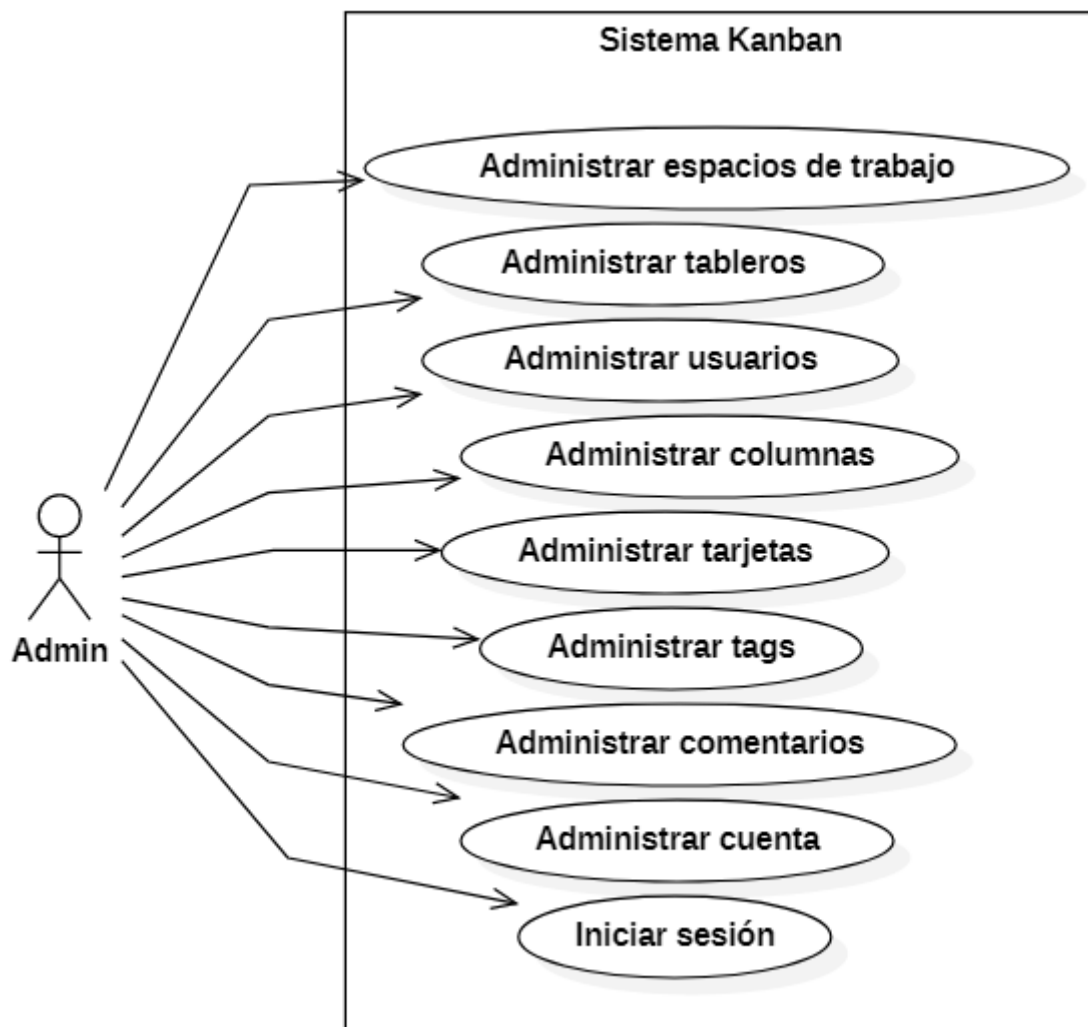 Sistema Kanban
Administrar espacios de trabajo
Administrar tableros
Administrar usuarios
Administrar columnas
Administrar tarjetas
Administrar tags
Admin
Administrar comentarios
Administrar cuenta
Iniciar sesión